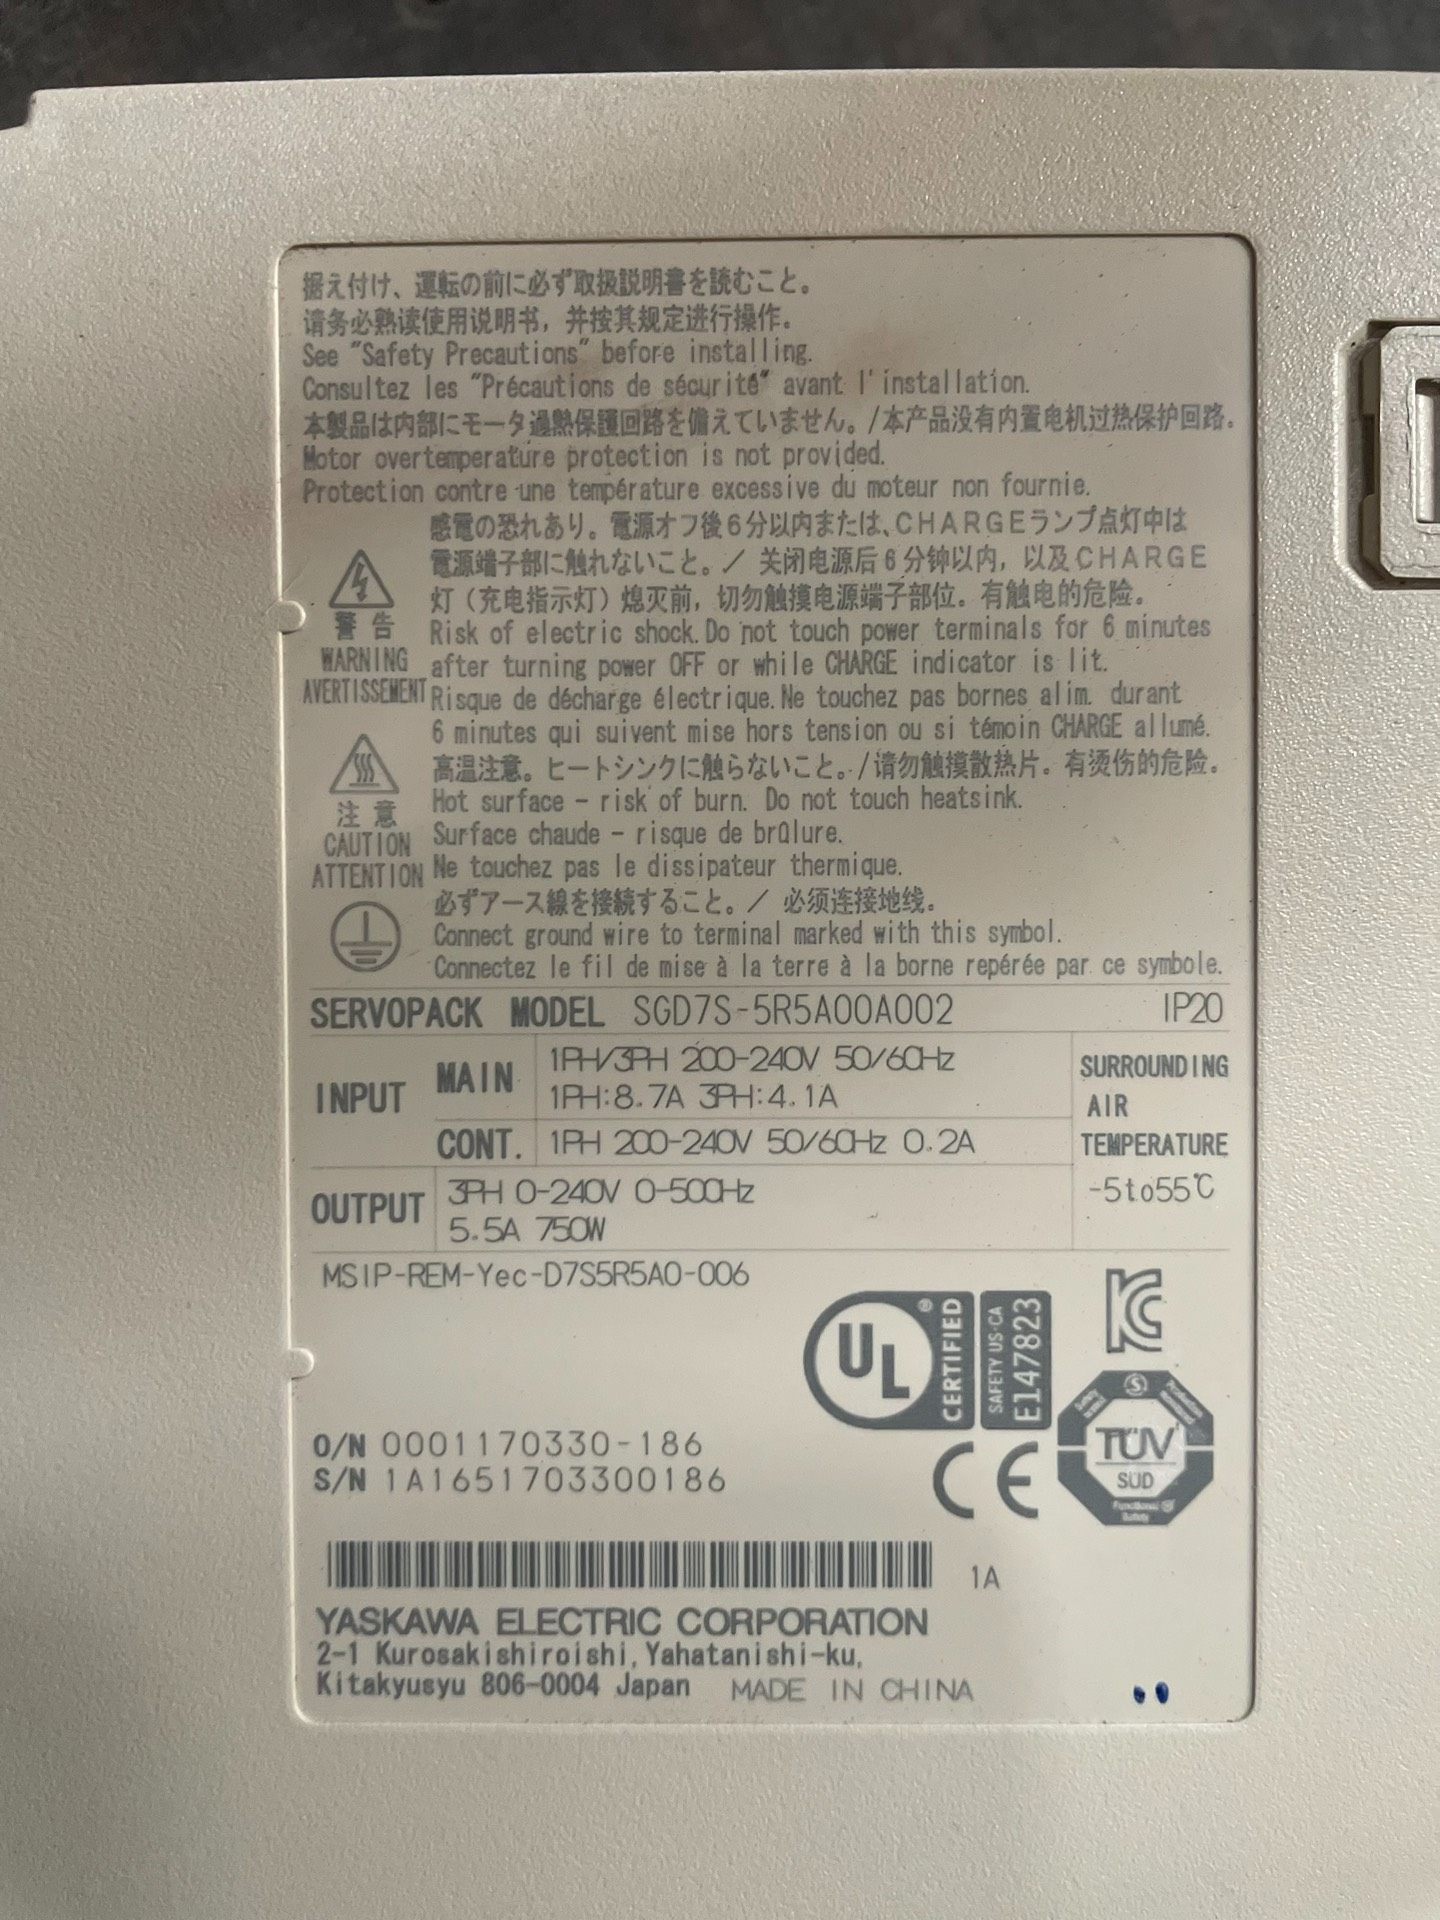 据え付け、運転の前に必ず取扱説明書を読むこと。
请务必熟读使用说明书，并按其规定进行操作。
See "Safety Precautions" before installing.
Consultez les "Précautions de sécurité" avant l'installation.
本製品は内部にモータ過熱保護回路を備えていません。/本产品没有内置电机过热保护回路.
Motor overtemperature protection is not provided.
Protection contre une température excessive du moteur non fournie.
感電の恐れあり。電源オフ後6分以内または、CHARGEランプ点灯中は
電源端子部に触れないこと。/ 关闭电源后6分钟以内，以及CHARGE
灯（充电指示灯）熄灭前，切勿触摸电源端子部位。有触电的危险。
警告
WARNING
AVERTISSEMENT
Risk of electric shock.Do not touch power terminals for 6 minutes
after turning power OFF or while CHARGE indicator is lit.
Risque de décharge électrique.Ne touchez pas bornes alim. durant
6 minutes qui suivent mise hors tension ou si témoin CHARGE allumé.
高温注意。ヒートシンクに触らないこと。/请勿触摸散热片。有烫伤的危险。
注意
CAUTION
ATTENTION
Hot surface - risk of burn. Do not touch heatsink.
Surface chaude - risque de brûlure.
Ne touchez pas le dissipateur thermique.
必ずアース線を接続すること。/ 必须连接地线。
Connect ground wire to terminal marked with this symbol.
Connectez le fil de mise à la terre à la borne repérée par ce symbole.
SERVOPACK MODEL SGD7S-5R5A00A002 IP20
INPUT MAIN 1PH/3PH 200-240V 50/60Hz
1PH:8.7A 3PH:4.1A
CONT. 1PH 200-240V 50/60Hz 0.2A
OUTPUT 3PH 0-240V 0-500Hz
5.5A 750W
SURROUNDING
AIR
TEMPERATURE
-5to55℃
MSIP-REM-Yec-D7S5R5A0-006
UL ® CERTIFIED
SAFETY US·CA
E147823
TÜV
SÜD
Functional
Safety
CE
O/N 0001170330-186
S/N 1A1651703300186
1A
YASKAWA ELECTRIC CORPORATION
2-1 Kurosakishiroishi,Yahatanishi-ku,
Kitakyusyu 806-0004 Japan MADE IN CHINA